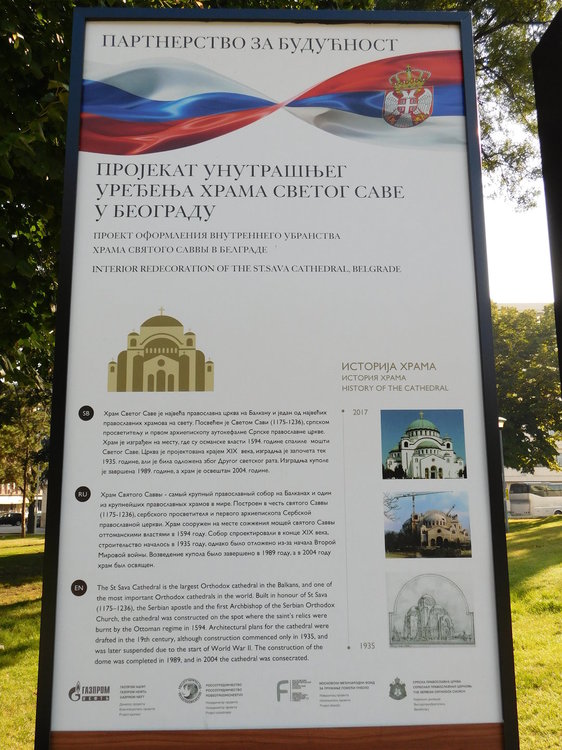 ПАРТНЕРСТВО ЗА БУДУЋНОСТ
ПРОЈЕКАТ УНУТРАШЊЕГ
УРЕЂЕЊА ХРАМА СВЕТОГ САВЕ
У БЕОГРАДУ
ПРОЕКТ ОФОРМЛЕНИЯ ВНУТРЕННЕГО УБРАНСТВА
ХРАМА СВЯТОГО САВВЫ В БЕЛГРАДЕ
INTERIOR REDECORATION OF THE ST.SAVA CATHEDRAL, BELGRADE
ИСТОРИЈА ХРАМА
ИСТОРИЯ ХРАМА
HISTORY OF THE CATHEDRAL
2017
1935
SB
Храм Светог Саве је највећа православна црква на Балкану и један од највећих
православних храмова на свету. Посвећен је Светом Сави (1175-1236), српском
просветитељу и првом архиепископу аутокефалне Српске православне цркве.
Храм је изграђен на месту, где су османске власти 1594. године спалиле мошти
Светог Саве. Црква је пројектована крајем XIX века, изградња је започета тек
1935. године, али је била одложена због Другог светског рата. Изградња куполе
је завршена 1989. године, а храм је освештан 2004. године.
RU
Храм Святого Саввы - самый крупный православный собор на Балканах и один
из крупнейших православных храмов в мире. Построен в честь святого Саввы
(1175-1236), сербского просветителя и первого архиепископа Сербской
православной церкви. Храм сооружен на месте сожжения мощей святого Саввы
оттоманскими властями в 1594 году. Собор спроектировали в конце XIX века,
строительство началось в 1935 году, однако было отложено из-за начала Второй
Мировой войны. Возведение купола было завершено в 1989 году, а в 2004 году
храм был освящен.
EN
The St Sava Cathedral is the largest Orthodox cathedral in the Balkans, and one of
the most important Orthodox cathedrals in the world. Built in honour of St Sava
(1175–1236), the Serbian apostle and the first Archbishop of the Serbian Orthodox
Church, the cathedral was constructed on the spot where the saint's relics were
burnt by the Ottoman regime in 1594. Architectural plans for the cathedral were
drafted in the 19th century, although construction commenced only in 1935, and
was later suspended due to the start of World War II. The construction of the
dome was completed in 1989, and in 2004 the cathedral was consecrated.
ГАЗПРОМ
НЕФТЬ